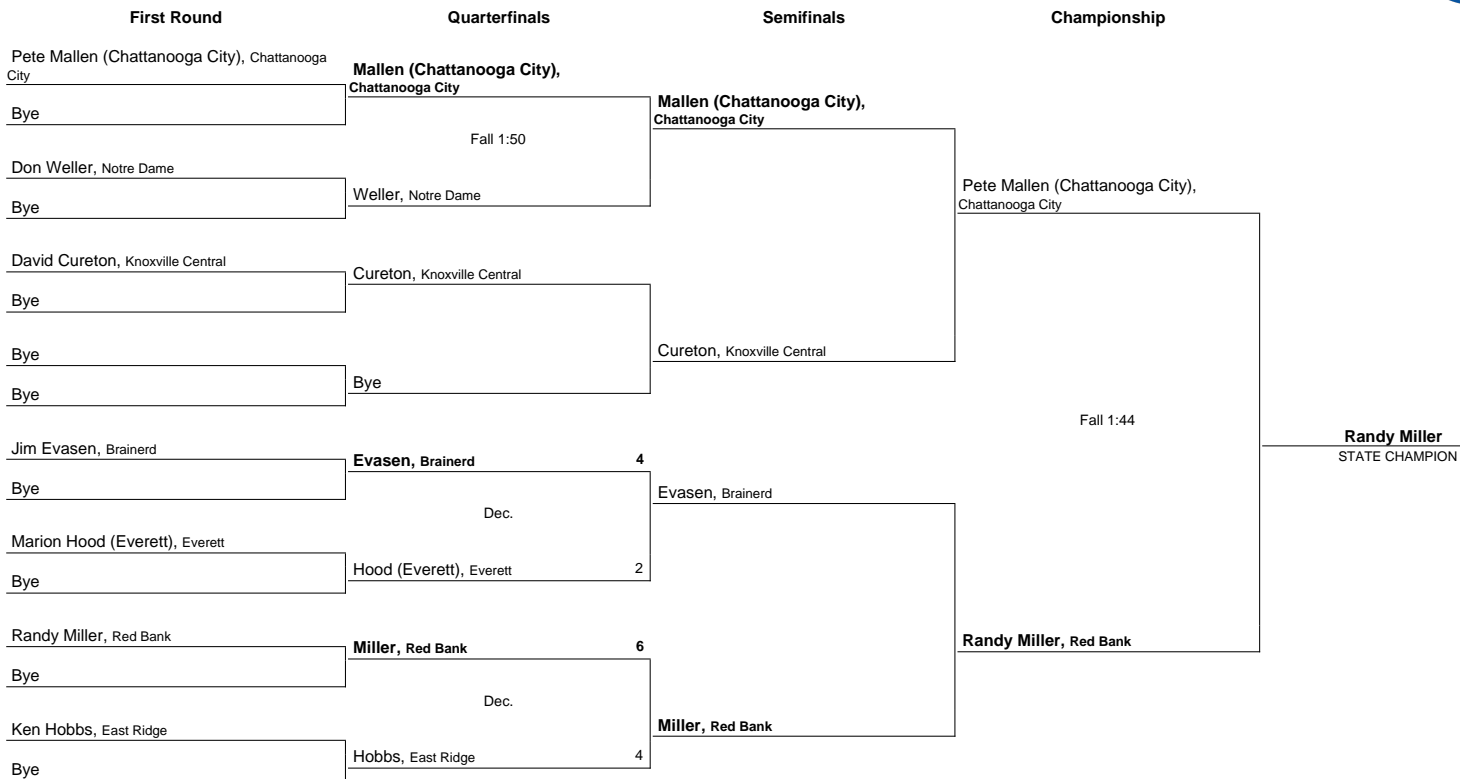 First Round Quarterfinals Semifinals Championship
Pete Mallen (Chattanooga City), Chattanooga
City
Bye
Don Weller, Notre Dame
Bye
David Cureton, Knoxville Central
Bye
Bye
Bye
Jim Evasen, Brainerd
Bye
Marion Hood (Everett), Everett
Bye
Randy Miller, Red Bank
Bye
Ken Hobbs, East Ridge
Bye
Mallen (Chattanooga City),
Chattanooga City
Fall 1:50
Weller, Notre Dame
Cureton, Knoxville Central
Bye
Evasen, Brainerd 4
Dec.
Hood (Everett), Everett 2
Miller, Red Bank 6
Dec.
Hobbs, East Ridge 4
Mallen (Chattanooga City),
Chattanooga City
Cureton, Knoxville Central
Evasen, Brainerd
Miller, Red Bank
Pete Mallen (Chattanooga City),
Chattanooga City
Fall 1:44
Randy Miller, Red Bank
Randy Miller
STATE CHAMPION